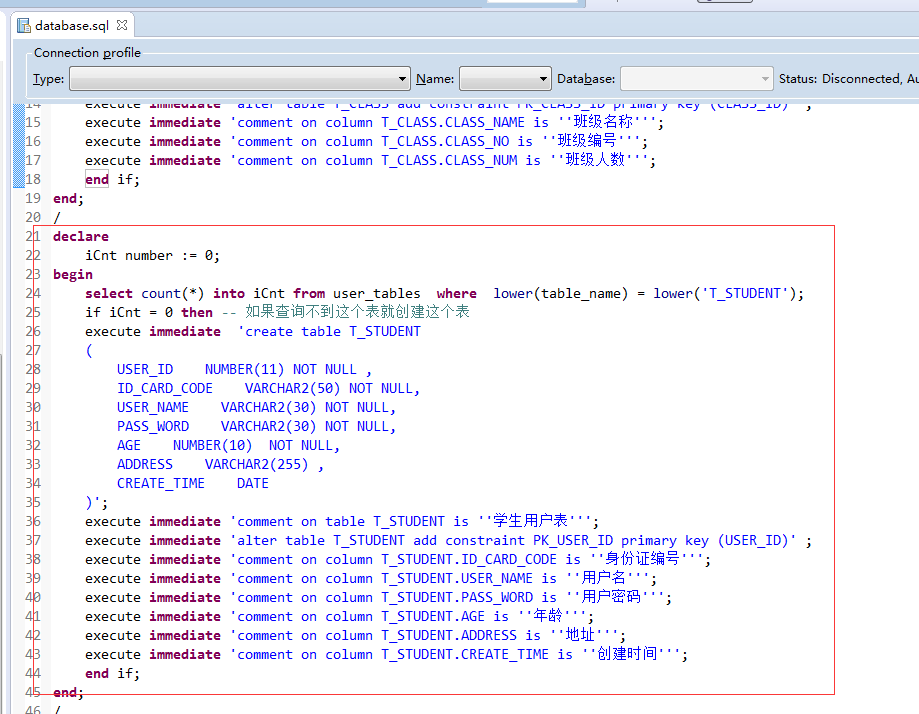 database.sql
Connection profile
Type: Name: Database: Status: Disconnected, Au
14 execute immediate 'alter table T_CLASS add constraint PK_CLASS_ID primary key (CLASS_ID)' ;
15 execute immediate 'comment on column T_CLASS.CLASS_NAME is ''班级名称''';
16 execute immediate 'comment on column T_CLASS.CLASS_NO is ''班级编号''';
17 execute immediate 'comment on column T_CLASS.CLASS_NUM is ''班级人数''';
18 end if;
19 end;
20 /
21 declare
22 iCnt number := 0;
23 begin
24 select count(*) into iCnt from user_tables  where  lower(table_name) = lower('T_STUDENT');
25 if iCnt = 0 then -- 如果查询不到这个表就创建这个表
26 execute immediate  'create table T_STUDENT
27 (
28 USER_ID    NUMBER(11) NOT NULL ,
29 ID_CARD_CODE    VARCHAR2(50) NOT NULL,
30 USER_NAME    VARCHAR2(30) NOT NULL,
31 PASS_WORD    VARCHAR2(30) NOT NULL,
32 AGE    NUMBER(10)  NOT NULL,
33 ADDRESS    VARCHAR2(255) ,
34 CREATE_TIME    DATE
35 )';
36 execute immediate 'comment on table T_STUDENT is ''学生用户表''';
37 execute immediate 'alter table T_STUDENT add constraint PK_USER_ID primary key (USER_ID)' ;
38 execute immediate 'comment on column T_STUDENT.ID_CARD_CODE is ''身份证编号''';
39 execute immediate 'comment on column T_STUDENT.USER_NAME is ''用户名''';
40 execute immediate 'comment on column T_STUDENT.PASS_WORD is ''用户密码''';
41 execute immediate 'comment on column T_STUDENT.AGE is ''年龄''';
42 execute immediate 'comment on column T_STUDENT.ADDRESS is ''地址''';
43 execute immediate 'comment on column T_STUDENT.CREATE_TIME is ''创建时间''';
44 end if;
45 end;
46 /